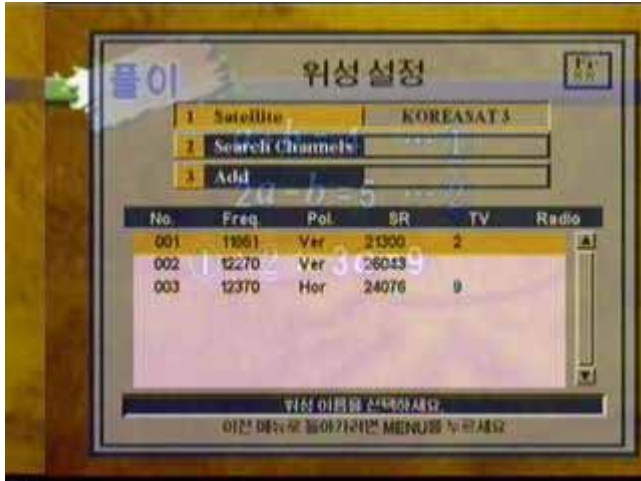 풀이
위성 설정
1 Satellite KOREASAT 3
2 Search Channels
3 Add
2a - b = 5 … 2
No. Freq Pol. SR TV Radio
001 11861 Ver 21300 2
002 12270 Ver 26043
003 12370 Hor 24076 9
위성 이름을 선택하세요.
이전 메뉴로 돌아가려면 MENU를 누르세요